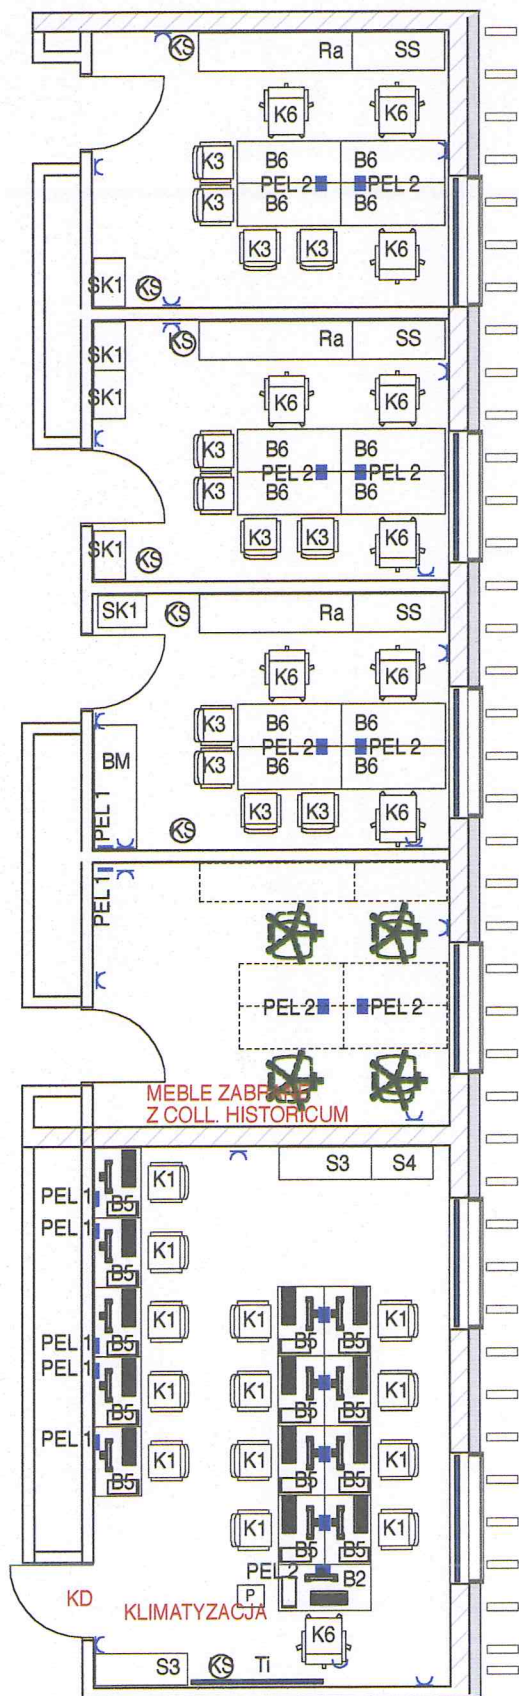 KS Ra SS
K6 K6
K3 B6 B6
PEL 2 PEL 2
K3 B6 B6
K3 K3 K6
SK1 KS
SK1 KS Ra SS
SK1 K6 K6
K3 B6 B6
PEL 2 PEL 2
K3 B6 B6
K3 K3 K6
SK1 KS
SK1 KS Ra SS
K6 K6
K3 B6 B6
PEL 2 PEL 2
BM K3 B6 B6
PEL 1 K3 K3 K6
KS
PEL 1
PEL 2 PEL 2
MEBLE
Z COLL. HISTORICUM
S3 S4
PEL 1 B5 K1
PEL 1
B5 K1
PEL 1 B5 K1 K1 B5 B5 K1
PEL 1
B5 K1 K1 B5 B5 K1
PEL 1
B5 K1 K1 B5 B5 K1
K1 B5 B5 K1
PEL 2 B2
KD P
KLIMATYZACJA
K6
S3 KS Ti